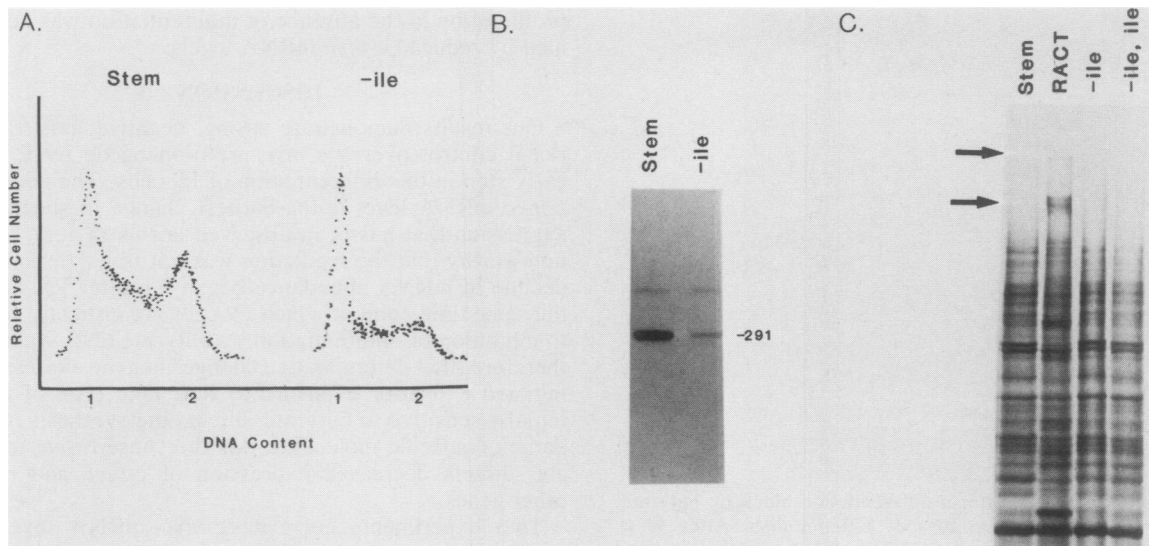 A.
Stem
-ile
Relative Cell Number
1
2
1
2
DNA Content
B.
Stem
-ile
-291
C.
Stem
RACT
-ile
-ile, ile